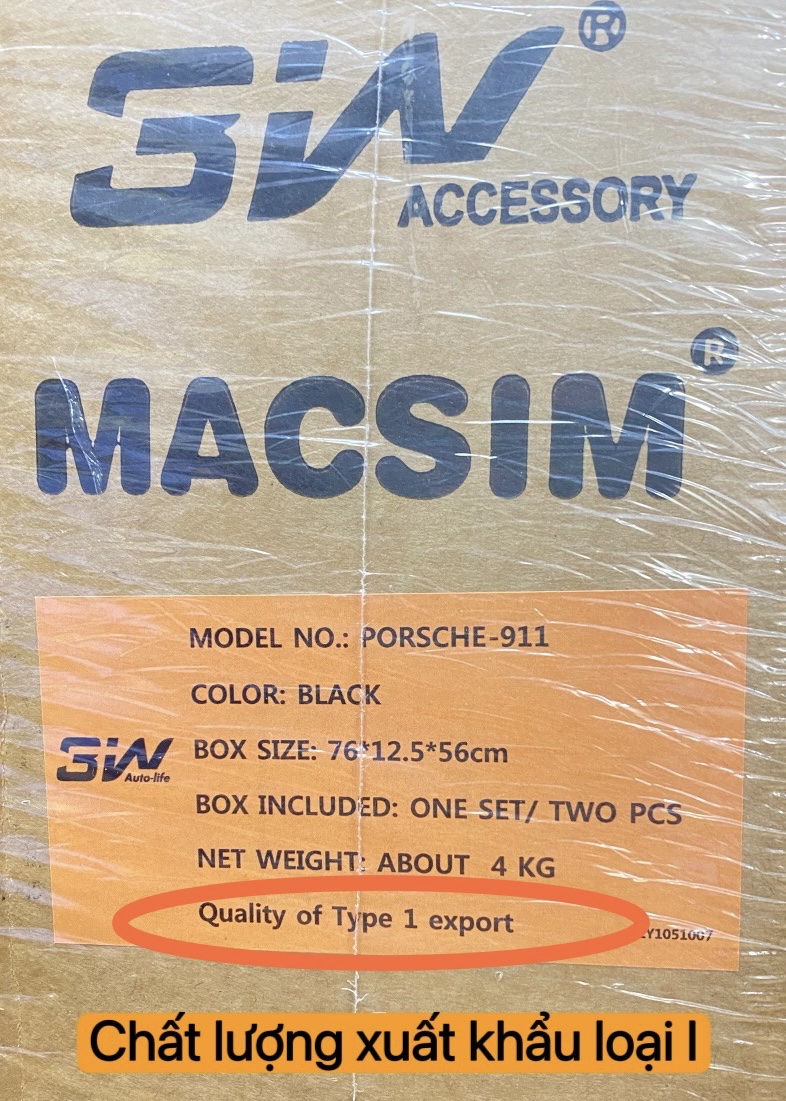 3W ®
ACCESSORY
MACSIM ®
MODEL NO.: PORSCHE-911
COLOR: BLACK
3W Auto-life
BOX SIZE: 76*12.5*56cm
BOX INCLUDED: ONE SET/ TWO PCS
NET WEIGHT: ABOUT 4 KG
Quality of Type 1 export
Chất lượng xuất khẩu loại I